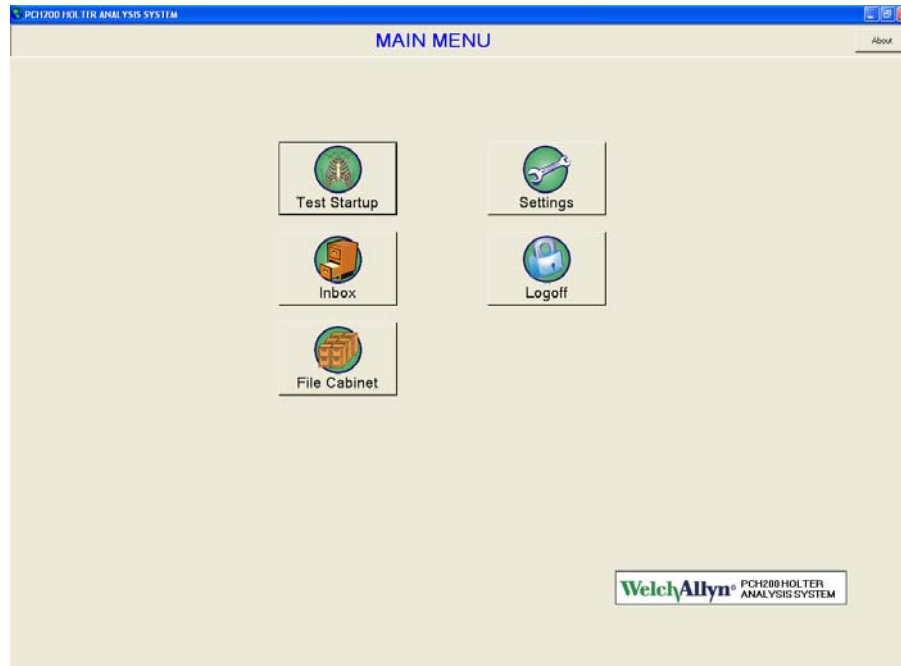 PCH200 HOLTER ANALYSIS SYSTEM
MAIN MENU
About
Test Startup
Settings
Inbox
Logoff
File Cabinet
WelchAllyn® PCH200 HOLTER
ANALYSIS SYSTEM